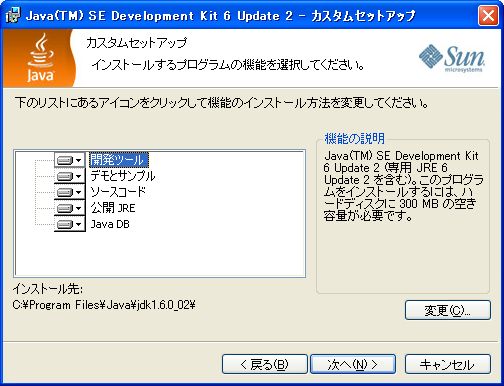 Java(TM) SE Development Kit 6 Update 2 - カスタムセットアップ
カスタムセットアップ
インストールするプログラムの機能を選択してください。
Java
Sun
microsystems
下のリストにあるアイコンをクリックして機能のインストール方法を変更してください。
開発ツール
デモとサンプル
ソースコード
公開 JRE
Java DB
機能の説明
Java(TM) SE Development Kit
6 Update 2 (専用 JRE 6
Update 2 を含む)。このプログラ
ムをインストールするには、ハ
ードディスクに 300 MB の空き
容量が必要です。
インストール先:
C:¥Program Files¥Java¥jdk1.6.0_02¥
変更(C)...
< 戻る(B)
次へ(N) >
キャンセル